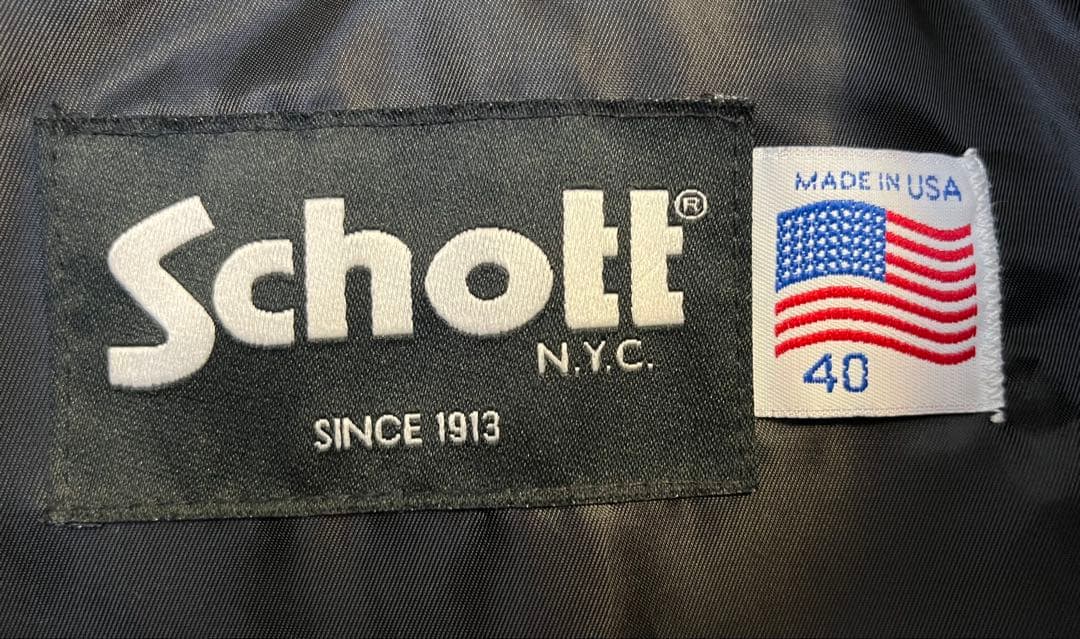 Schott®
N.Y.C.
SINCE 1913
MADE IN USA
40